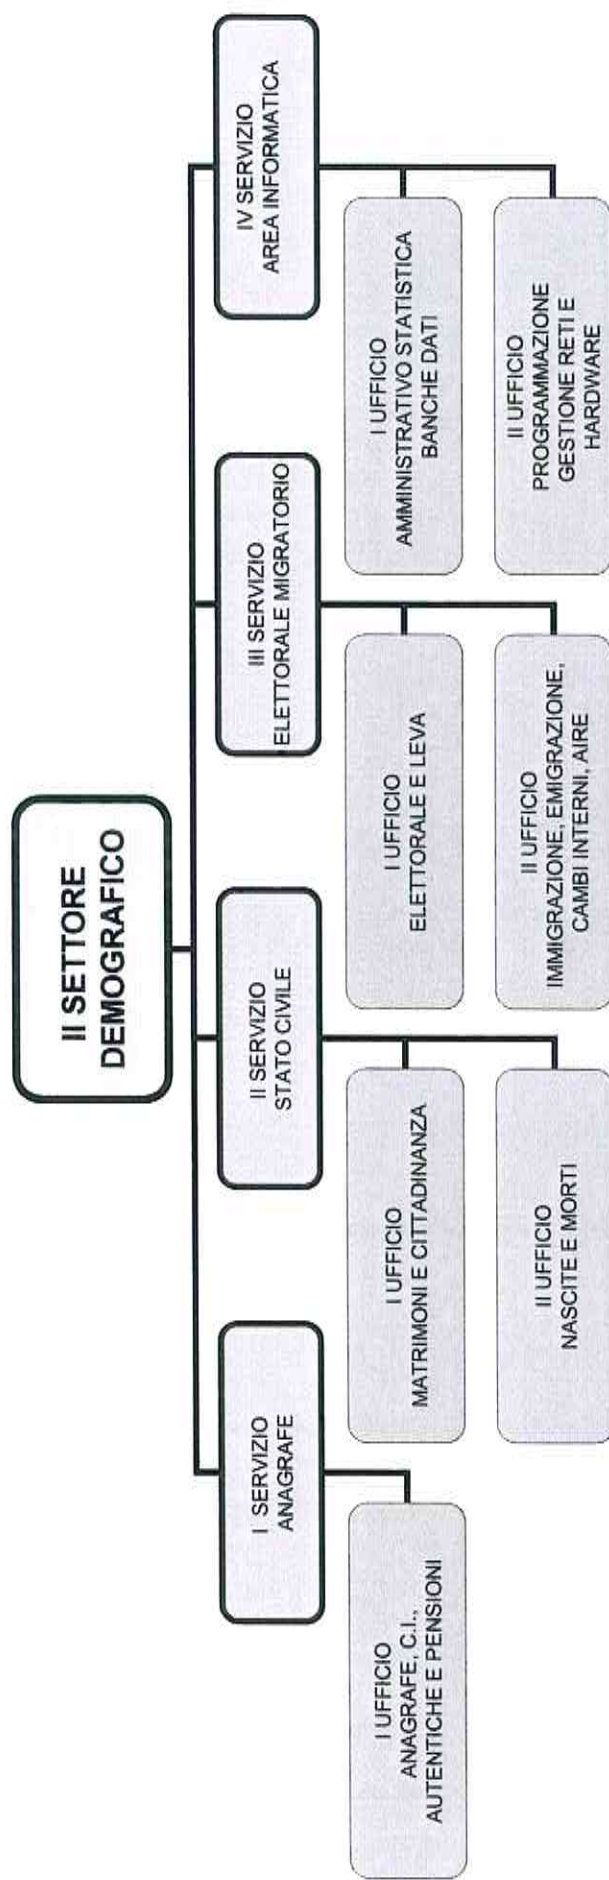 II SETTORE
DEMOGRAFICO
I SERVIZIO
ANAGRAFE
I UFFICIO
ANAGRAFE, C.I.,
AUTENTICHE E PENSIONI
II SERVIZIO
STATO CIVILE
I UFFICIO
MATRIMONI E CITTADINANZA
II UFFICIO
NASCITE E MORTI
III SERVIZIO
ELETTORALE MIGRATORIO
I UFFICIO
ELETTORALE E LEVA
II UFFICIO
IMMIGRAZIONE, EMIGRAZIONE,
CAMBI INTERNI, AIRE
IV SERVIZIO
AREA INFORMATICA
I UFFICIO
AMMINISTRATIVO STATISTICA
BANCHE DATI
II UFFICIO
PROGRAMMAZIONE
GESTIONE RETI E
HARDWARE